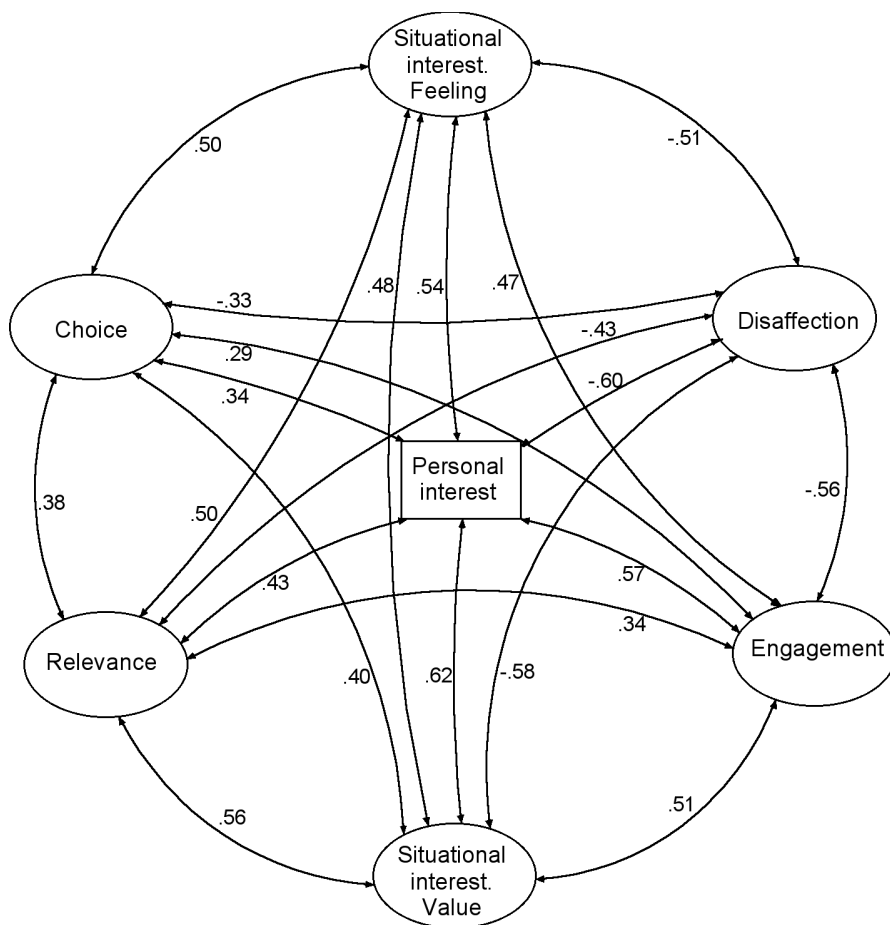 Situational
interest.
Feeling
.50
-.51
.48
.54
.47
-.33
Choice
Disaffection
-.43
.29
.34
-.60
Personal
interest
.38
.50
-.56
.43
.57
.34
Relevance
Engagement
.40
.62
-.58
.56
.51
Situational
interest.
Value